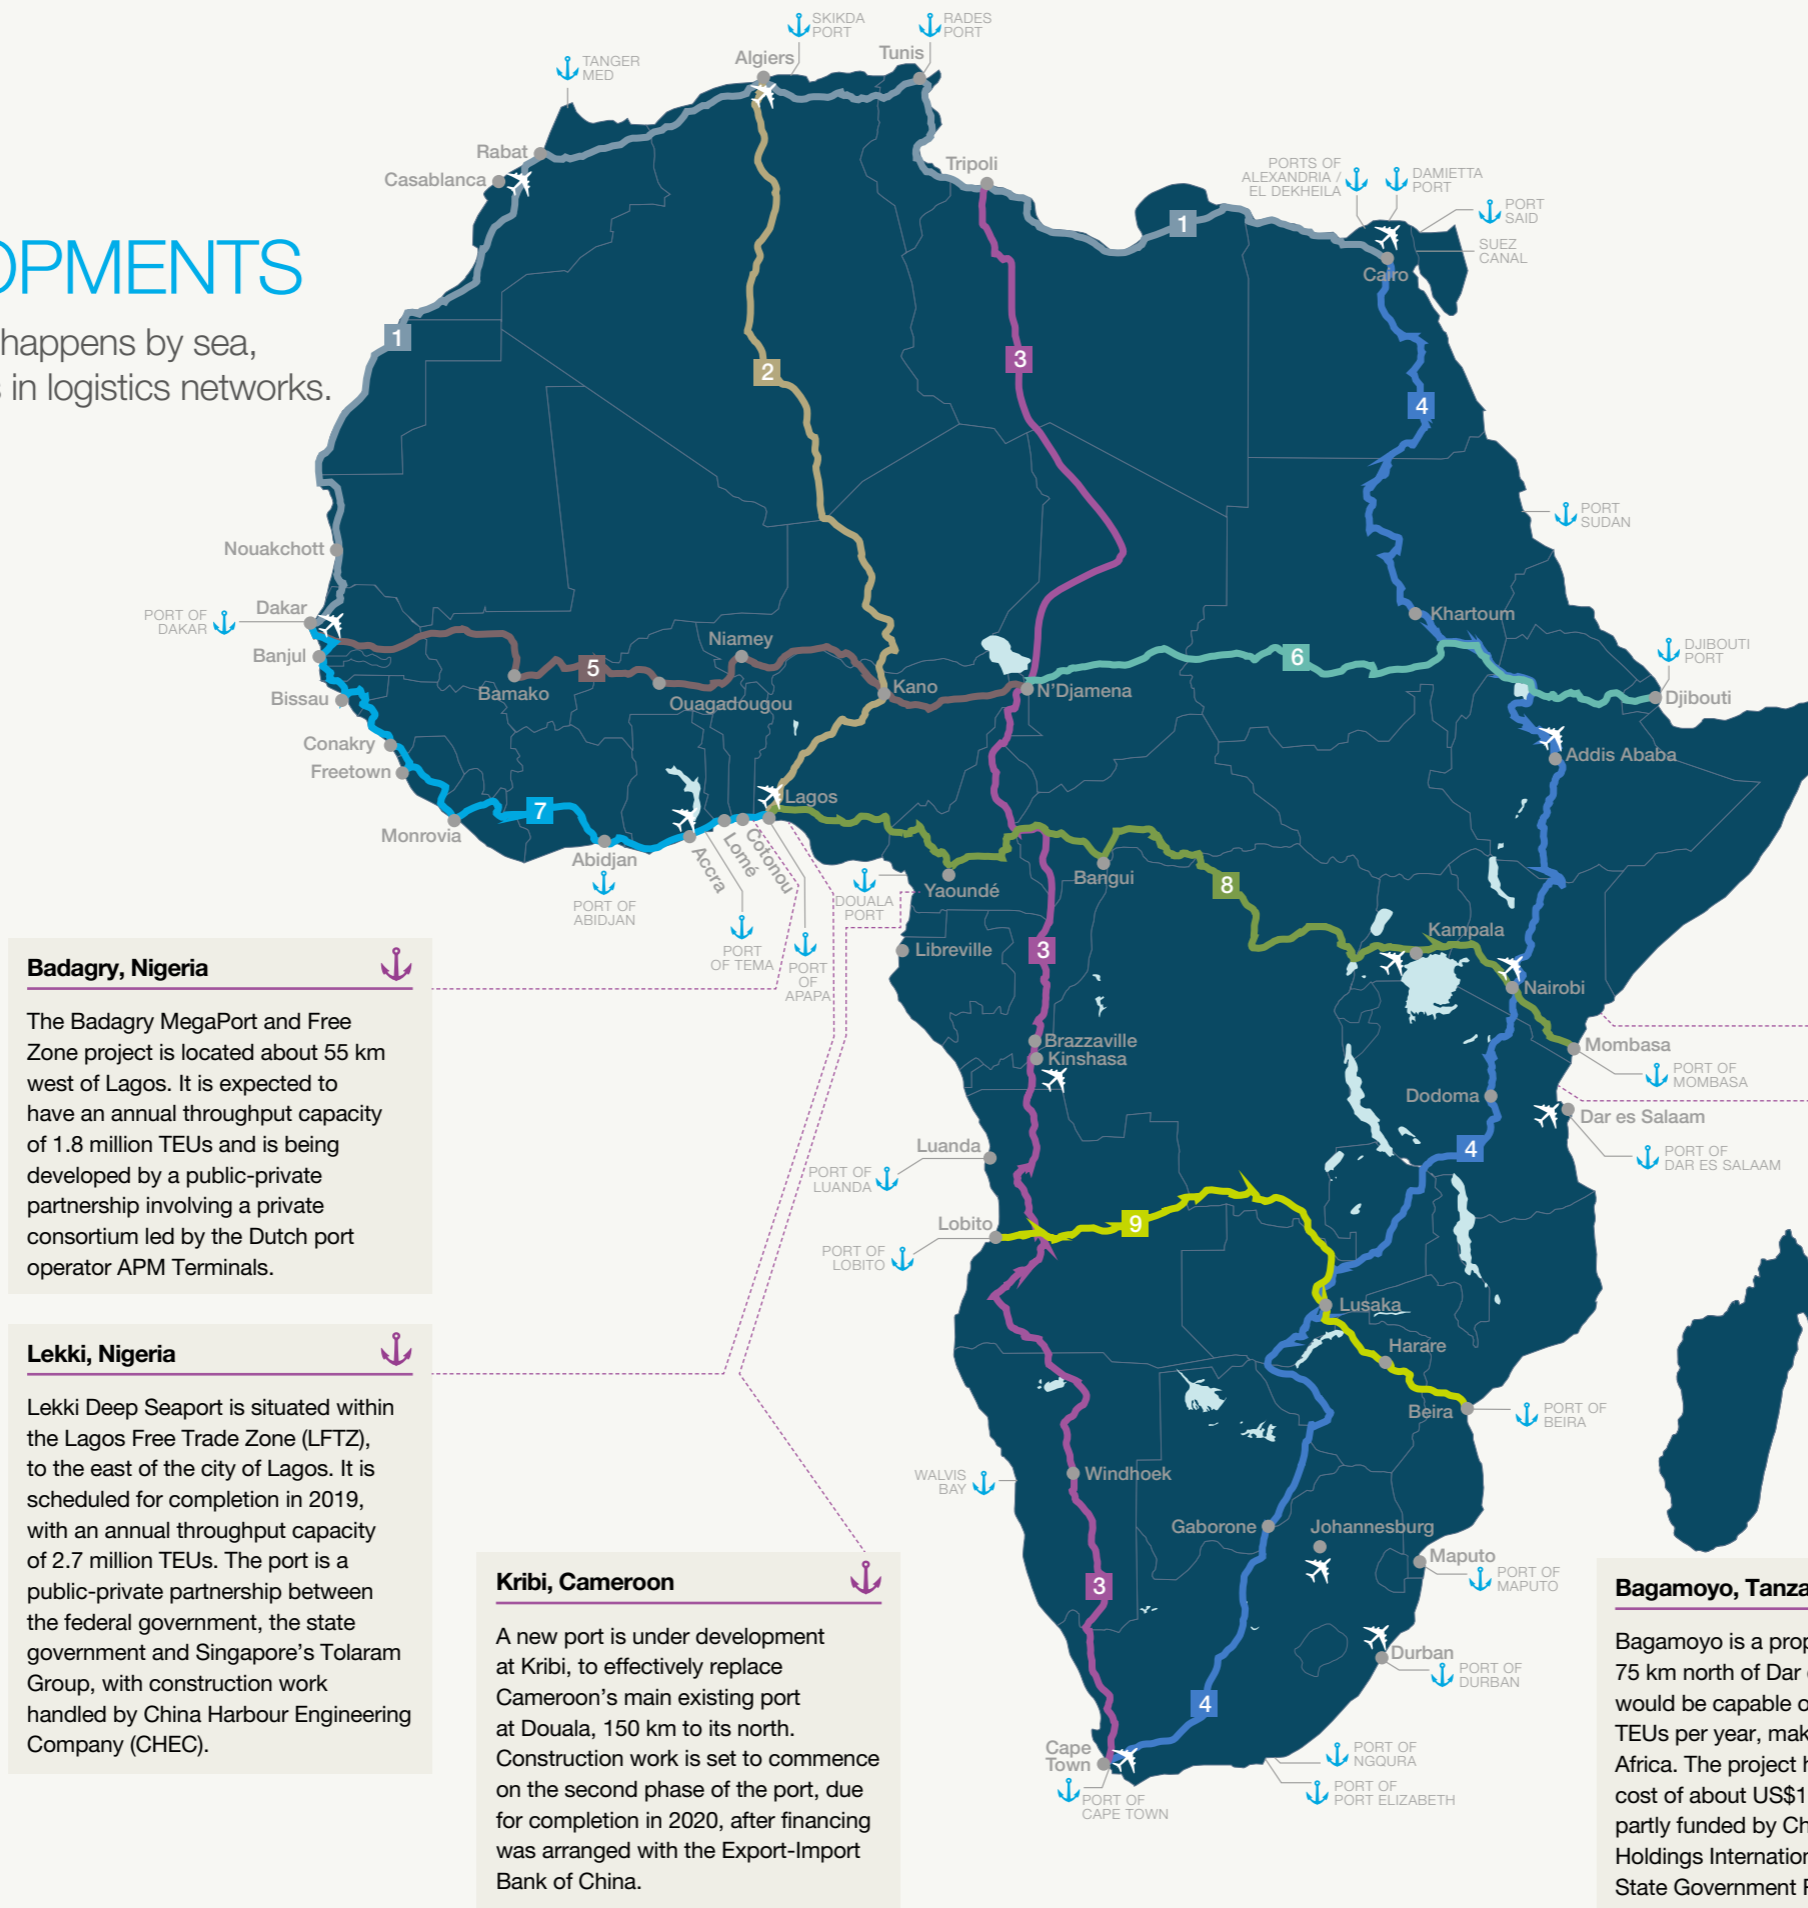 OPMENTS
happens by sea,
in logistics networks.
SKIKDA
PORT
RADES
PORT
TANGER
MED
Algiers
Tunis
Rabat
Casablanca
Tripoli
PORTS OF
ALEXANDRIA /
EL DEKHEILA
DAMIETTA
PORT
PORT
SAID
SUEZ
CANAL
Cairo
1
1
2
3
4
PORT
SUDAN
Nouakchott
Dakar
PORT OF
DAKAR
Banjul
Bissau
Conakry
Freetown
Monrovia
Bamako
5
Niamey
Ouagadougou
Kano
N'Djamena
6
Khartoum
DJIBOUTI
PORT
Djibouti
Addis Ababa
7
Abidjan
PORT OF
ABIDJAN
Accra
Lomé
Cotonou
Lagos
PORT
OF TEMA
PORT
OF
APAPA
DOUALA
PORT
Yaoundé
Bangui
8
Libreville
3
Kampala
Nairobi
Mombasa
PORT OF
MOMBASA
Brazzaville
Kinshasa
Dodoma
Dar es Salaam
PORT OF
DAR ES SALAAM
4
Luanda
PORT OF
LUANDA
Lobito
PORT OF
LOBITO
9
Lusaka
Harare
Beira
PORT OF
BEIRA
WALVIS
BAY
Windhoek
Gaborone
Johannesburg
Maputo
PORT OF
MAPUTO
3
Durban
PORT OF
DURBAN
4
Cape
Town
PORT OF
CAPE TOWN
PORT OF
NGQURA
PORT OF
PORT ELIZABETH
Badagry, Nigeria
The Badagry MegaPort and Free
Zone project is located about 55 km
west of Lagos. It is expected to
have an annual throughput capacity
of 1.8 million TEUs and is being
developed by a public-private
partnership involving a private
consortium led by the Dutch port
operator APM Terminals.
Lekki, Nigeria
Lekki Deep Seaport is situated within
the Lagos Free Trade Zone (LFTZ),
to the east of the city of Lagos. It is
scheduled for completion in 2019,
with an annual throughput capacity
of 2.7 million TEUs. The port is a
public-private partnership between
the federal government, the state
government and Singapore's Tolaram
Group, with construction work
handled by China Harbour Engineering
Company (CHEC).
Kribi, Cameroon
A new port is under development
at Kribi, to effectively replace
Cameroon's main existing port
at Douala, 150 km to its north.
Construction work is set to commence
on the second phase of the port, due
for completion in 2020, after financing
was arranged with the Export-Import
Bank of China.
Bagamoyo, Tanza
Bagamoyo is a prop
75 km north of Dar
would be capable o
TEUs per year, mak
Africa. The project h
cost of about US$1
partly funded by Ch
Holdings Internation
State Government